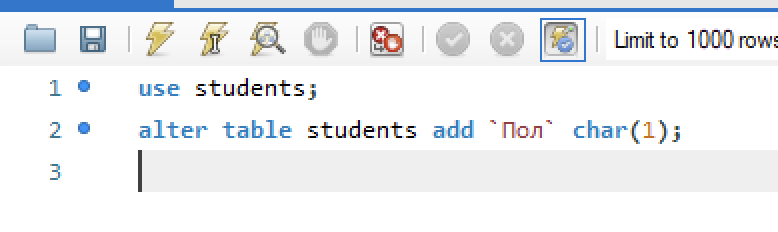 Limit to 1000 rows
1 use students;
2 alter table students add `Пол` char(1);
3